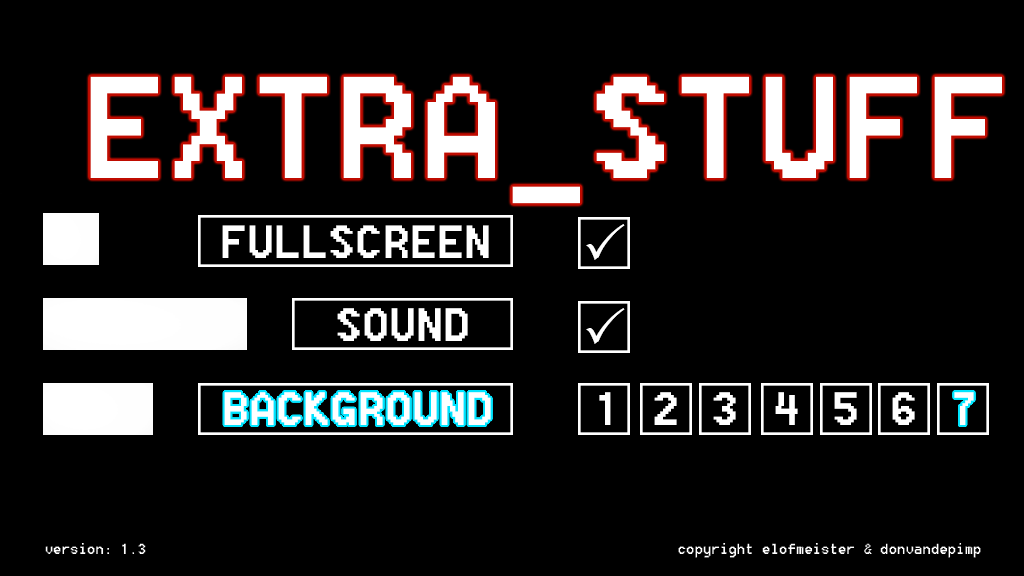 EXTRA_STUFF
FULLSCREEN
SOUND
BACKGROUND 1 2 3 4 5 6 7
version: 1.3 copyright elofmeister & donvandepimp